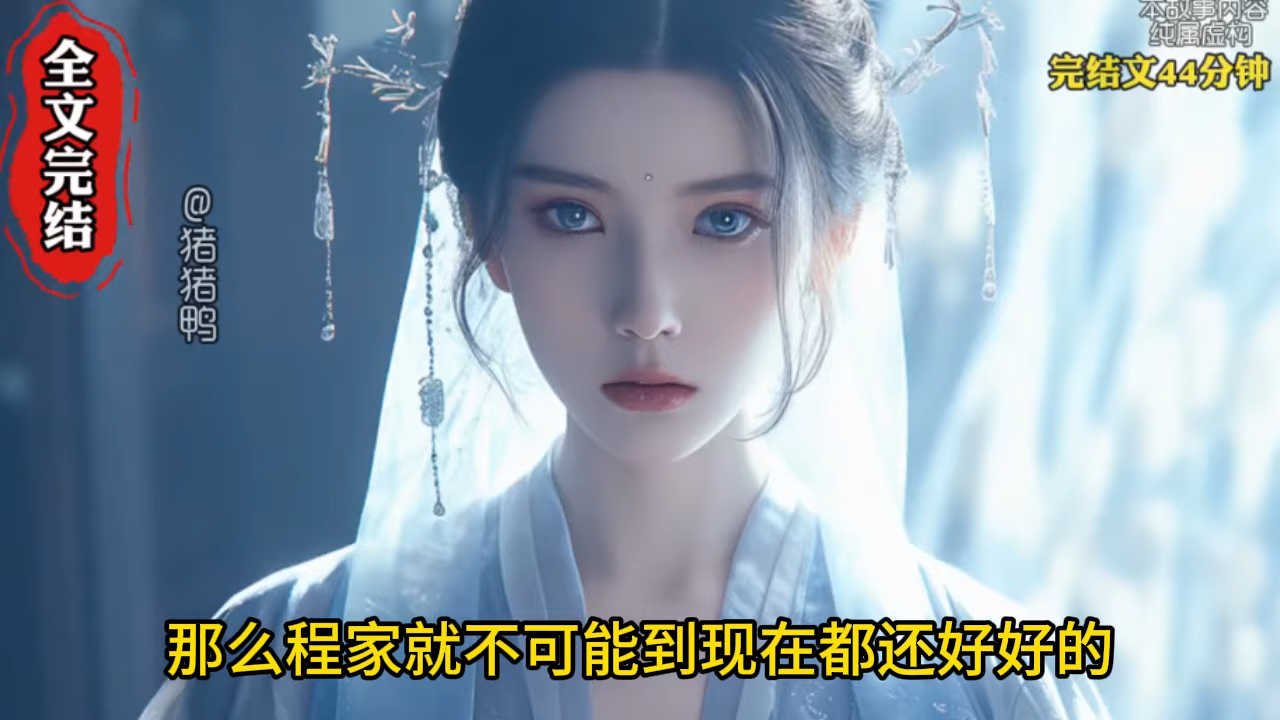 全文完结
@猪猪鸭
本故事内容
纯属虚构
完结文44分钟
那么程家就不可能到现在都还好好的